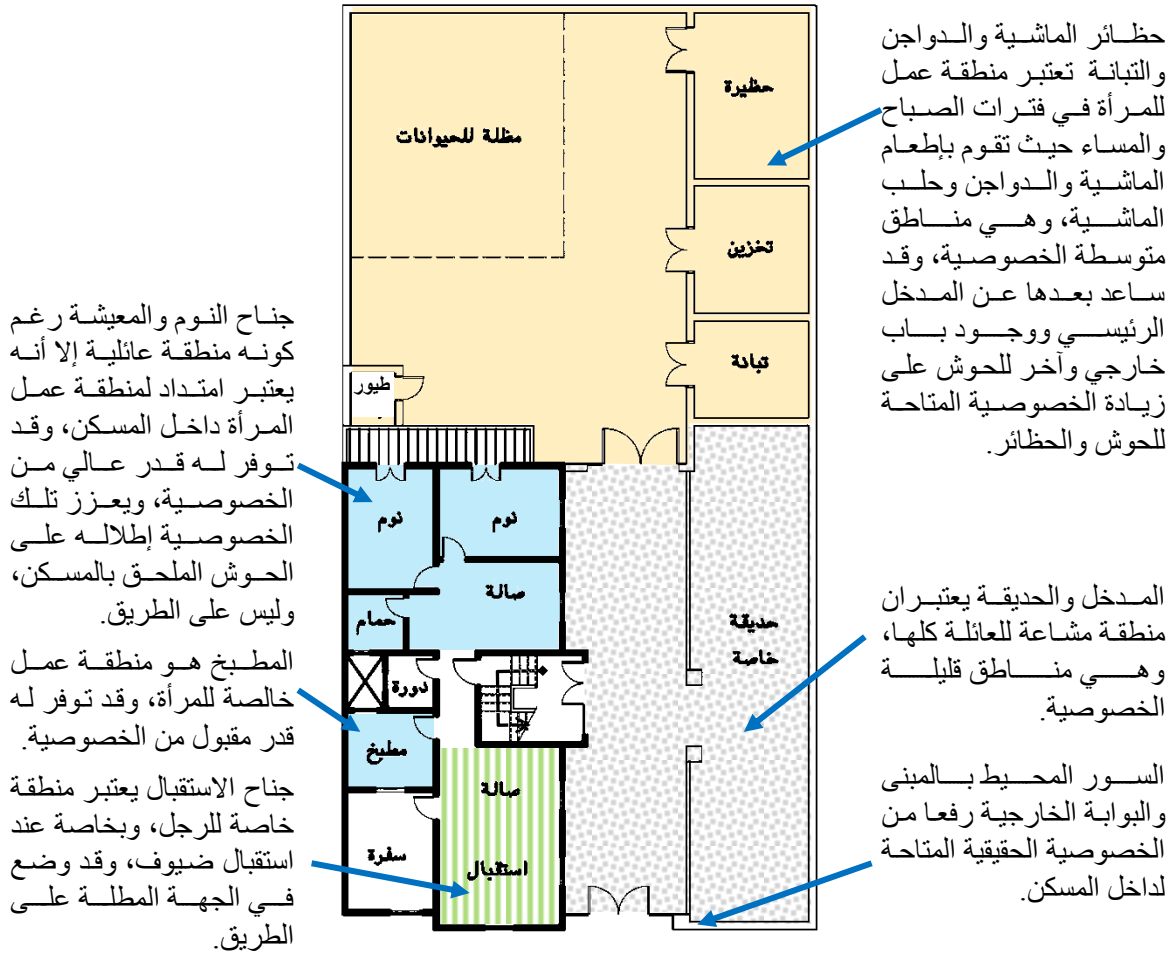 حظائر الماشية والدواجن
والتبانة تعتبر منطقة عمل
للمرأة في فترات الصباح
والمساء حيث تقوم بإطعام
الماشية والدواجن وحلب
الماشية، وهي مناطق
متوسطة الخصوصية، وقد
ساعد بعدها عن المدخل
الرئيسي ووجود باب
خارجي وآخر للحوش على
زيادة الخصوصية المتاحة
للحوش والحظائر.
المدخل والحديقة يعتبران
منطقة مشاعة للعائلة كلها،
وهي مناطق قليلة
الخصوصية.
السور المحيط بالمبنى
والبوابة الخارجية رفعا من
الخصوصية الحقيقية المتاحة
لداخل المسكن.
حظيرة
مظلة للحيوانات
تخزين
تبانة
طيور
نوم
نوم
صالة
حمام
حديقة
خاصة
دورة
مطبخ
صالة
سفرة
استقبال
جناح النوم والمعيشة رغم
كونه منطقة عائلية إلا أنه
يعتبر امتداد لمنطقة عمل
المرأة داخل المسكن، وقد
توفر له قدر عالي من
الخصوصية، ويعزز تلك
الخصوصية إطلاله على
الحوش الملحق بالمسكن،
وليس على الطريق.
المطبخ هو منطقة عمل
خالصة للمرأة، وقد توفر له
قدر مقبول من الخصوصية.
جناح الاستقبال يعتبر منطقة
خاصة للرجل، وبخاصة عند
استقبال ضيوف، وقد وضع
في الجهة المطلة على
الطريق.